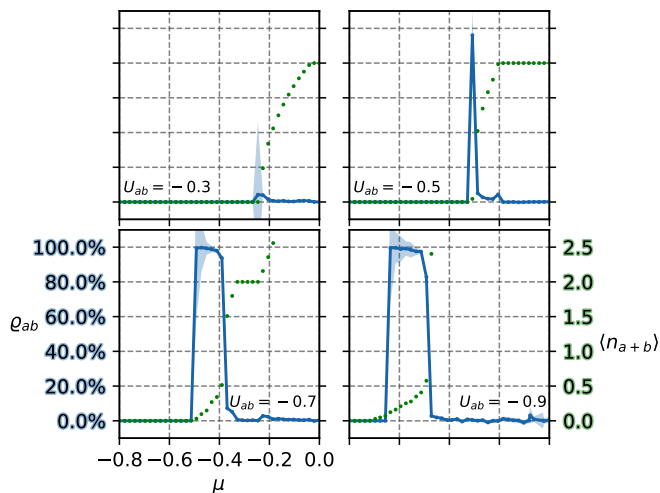 U_ab = −0.3
U_ab = −0.5
100.0%
80.0%
60.0%
40.0%
20.0%
0.0%
ϱ_ab
U_ab = −0.7
U_ab = −0.9
2.5
2.0
1.5
1.0
0.5
0.0
⟨n_a+b⟩
−0.8 −0.6 −0.4 −0.2 0.0
μ